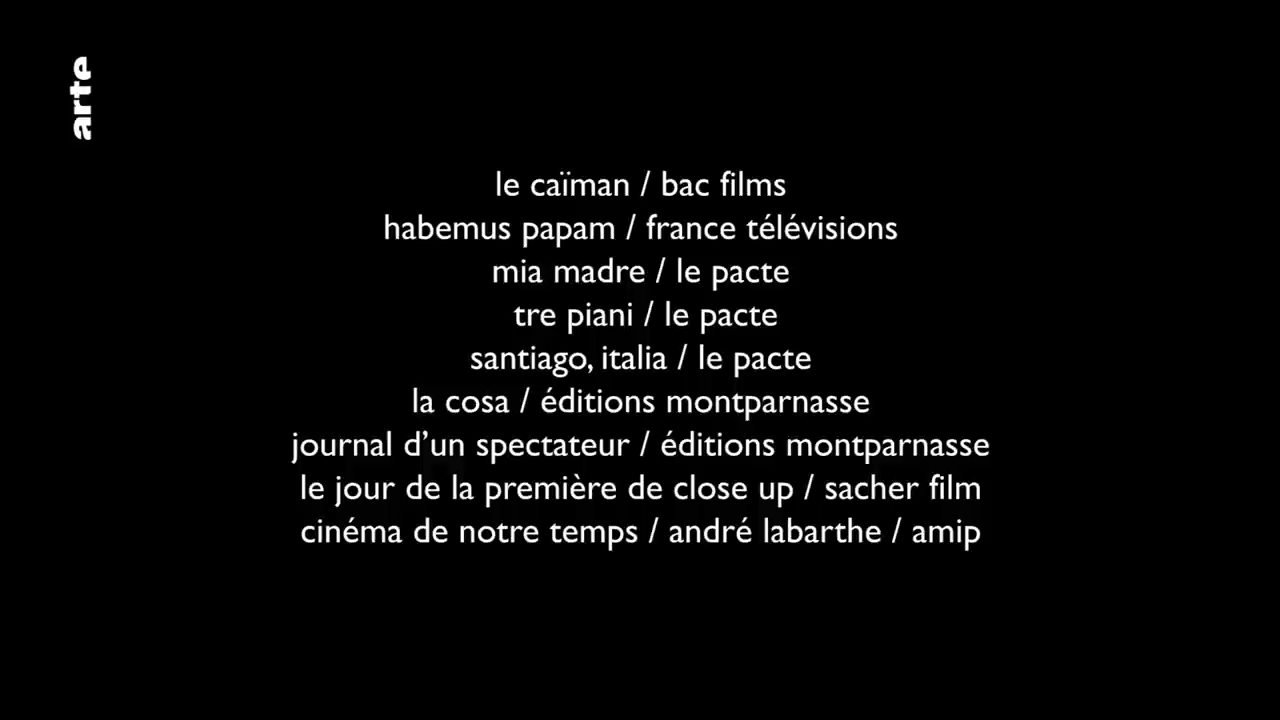 arte
le caïman / bac films
habemus papam / france télévisions
mia madre / le pacte
tre piani / le pacte
santiago, italia / le pacte
la cosa / éditions montparnasse
journal d’un spectateur / éditions montparnasse
le jour de la première de close up / sacher film
cinéma de notre temps / andré labarthe / amip